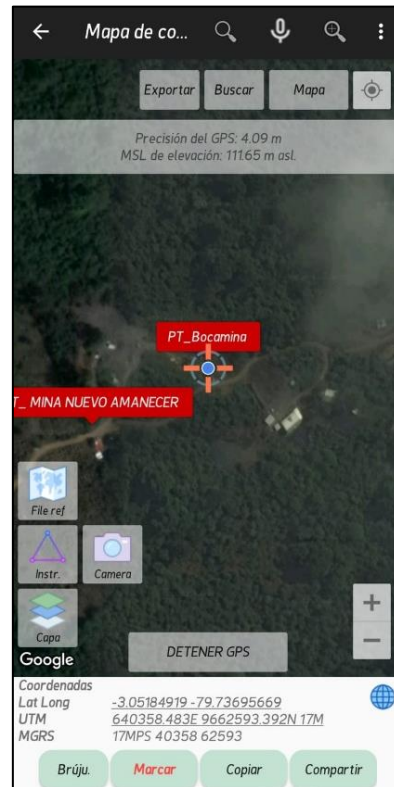 Mapa de co...
Exportar Buscar Mapa
Precisión del GPS: 4.09 m
MSL de elevación: 111.65 m asl.
PT_Bocamina
T_ MINA NUEVO AMANECER
File ref
Instr. Camera
Capa
+
−
Google
DETENER GPS
Coordenadas
Lat Long -3.05184919 -79.73695669
UTM 640358.483E 9662593.392N 17M
MGRS 17MPS 40358 62593
Brúju. Marcar Copiar Compartir